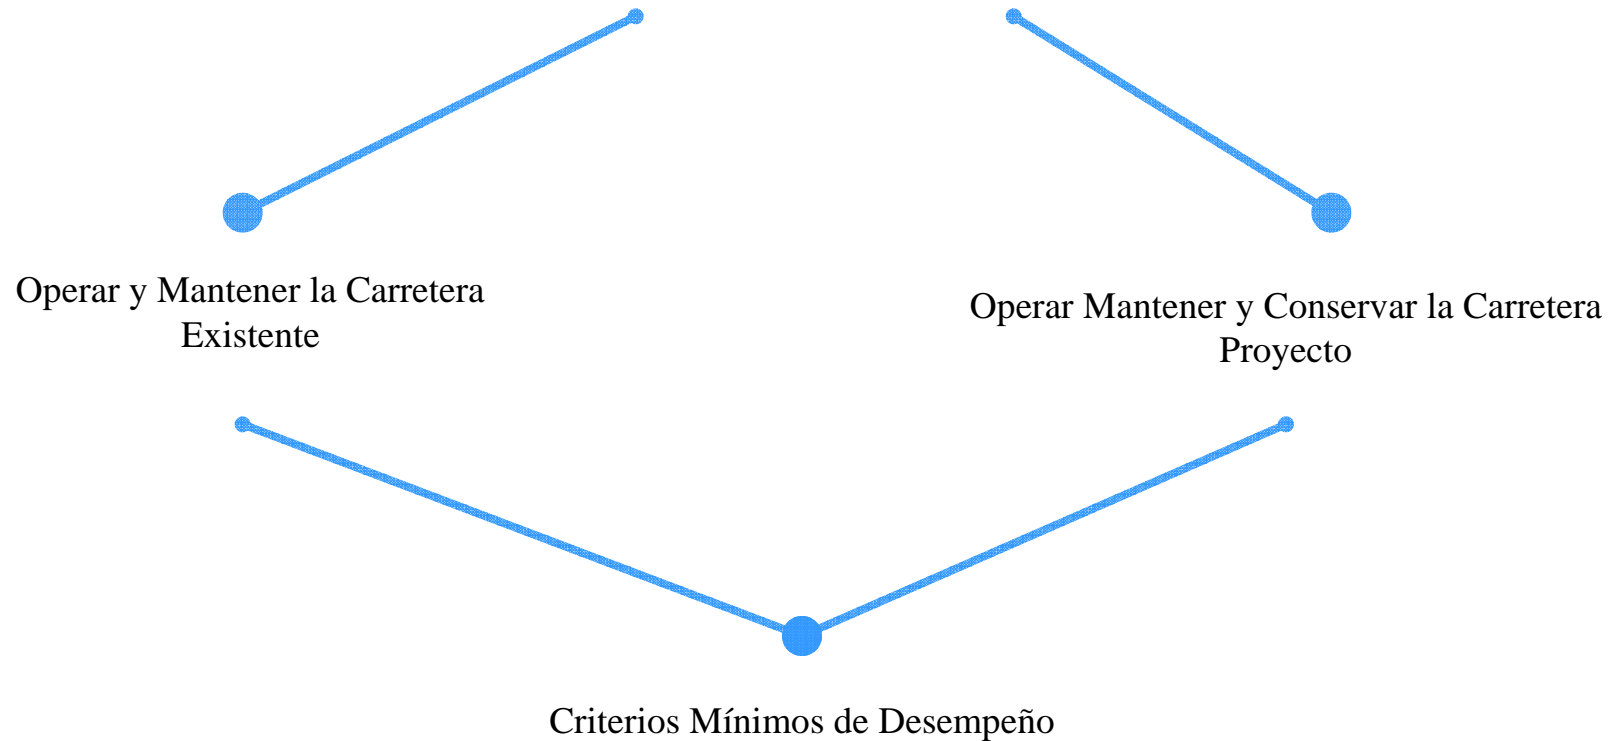 Operar y Mantener la Carretera
Existente
Operar Mantener y Conservar la Carretera
Proyecto
Criterios Mínimos de Desempeño